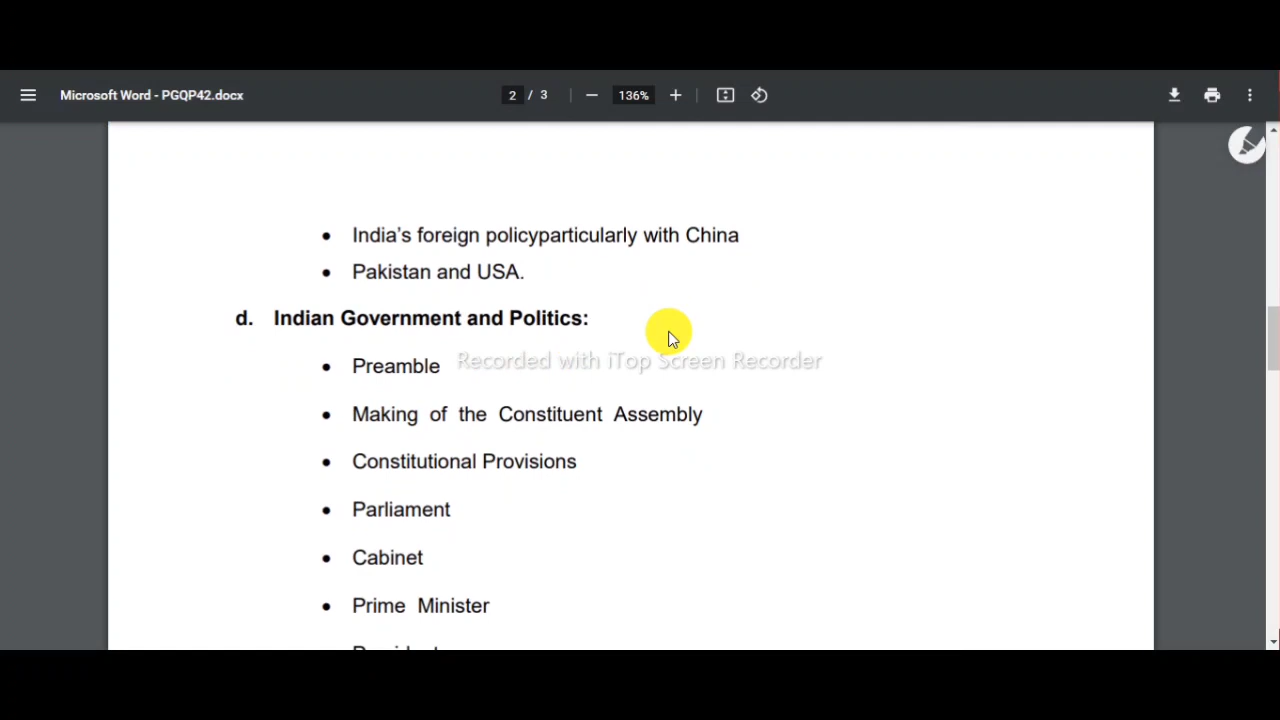 Microsoft Word - PGQP42.docx
2 / 3
136%
• India's foreign policyparticularly with China
• Pakistan and USA.
d. Indian Government and Politics:
Recorded with iTop Screen Recorder
• Preamble
• Making of the Constituent Assembly
• Constitutional Provisions
• Parliament
• Cabinet
• Prime Minister